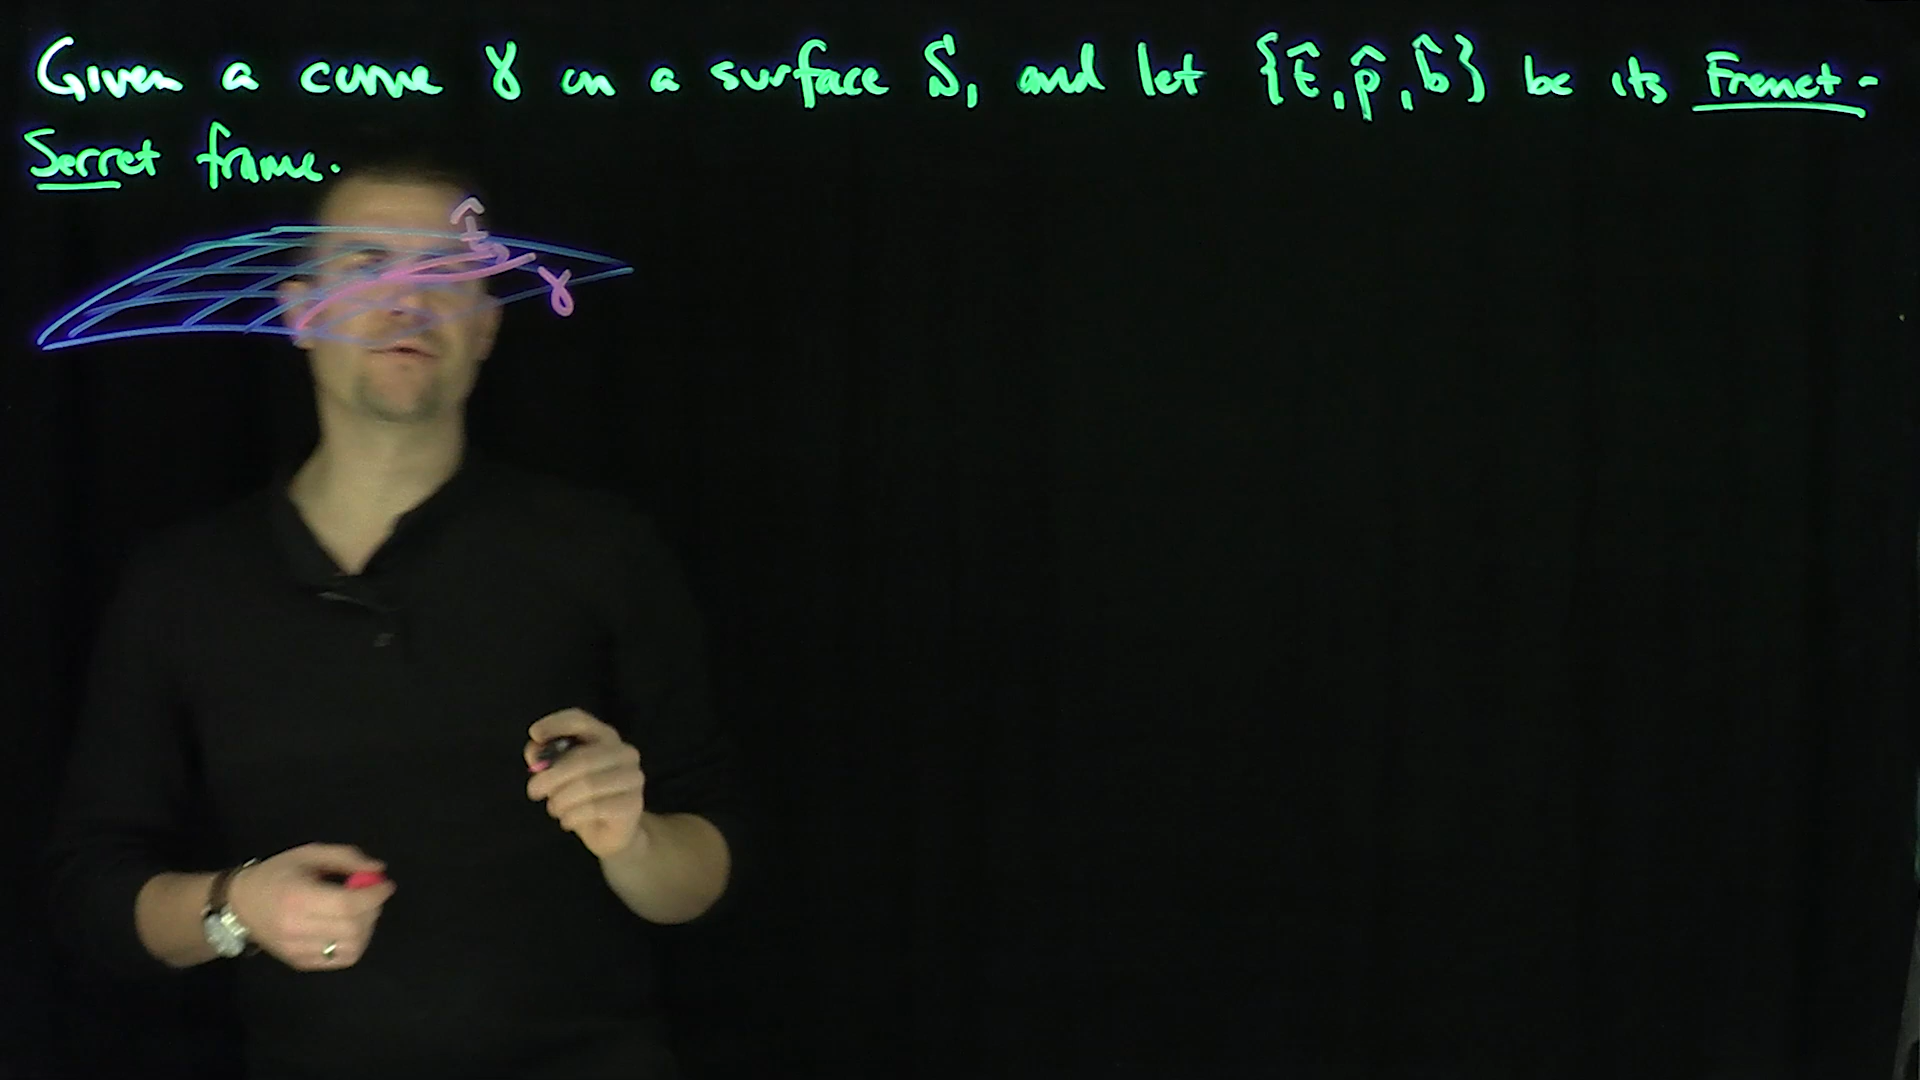 Given a curve γ on a surface S, and let {t̂, p̂, b̂} be its Frenet-
Serret frame.
t̂
γ